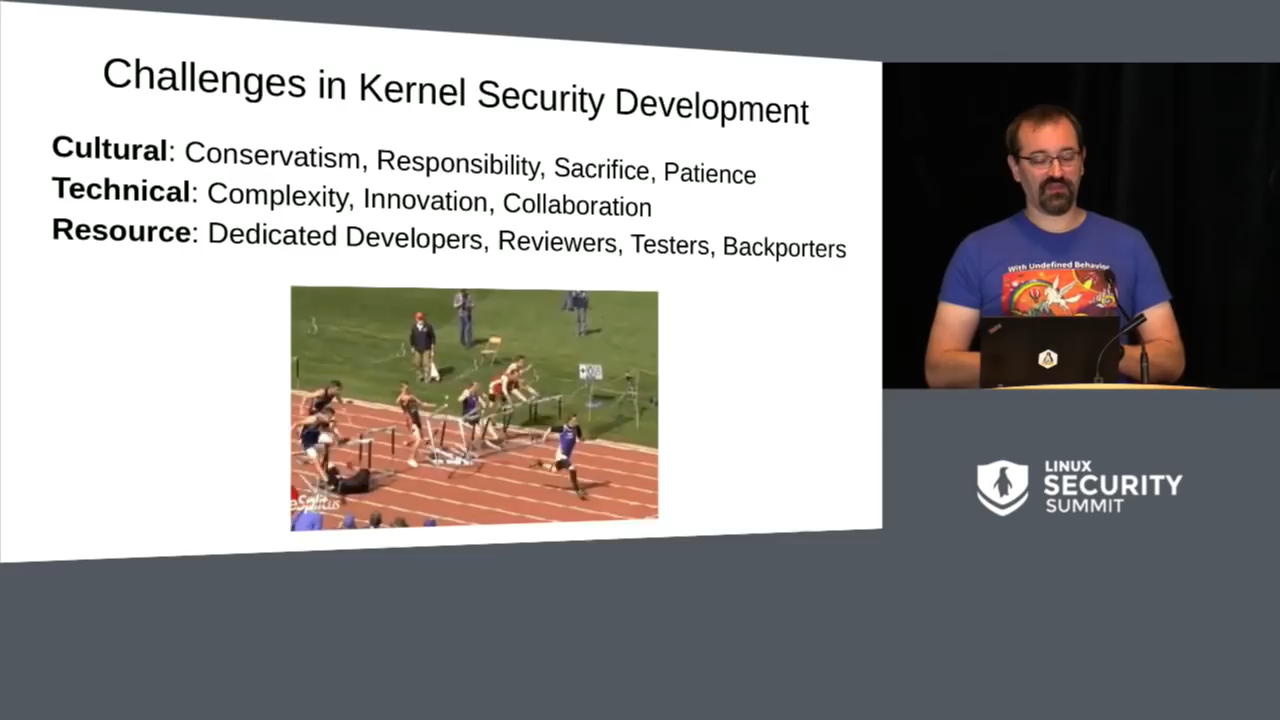 Challenges in Kernel Security Development
Cultural: Conservatism, Responsibility, Sacrifice, Patience
Technical: Complexity, Innovation, Collaboration
Resource: Dedicated Developers, Reviewers, Testers, Backporters
With Undefined Behavior
LINUX
SECURITY
SUMMIT